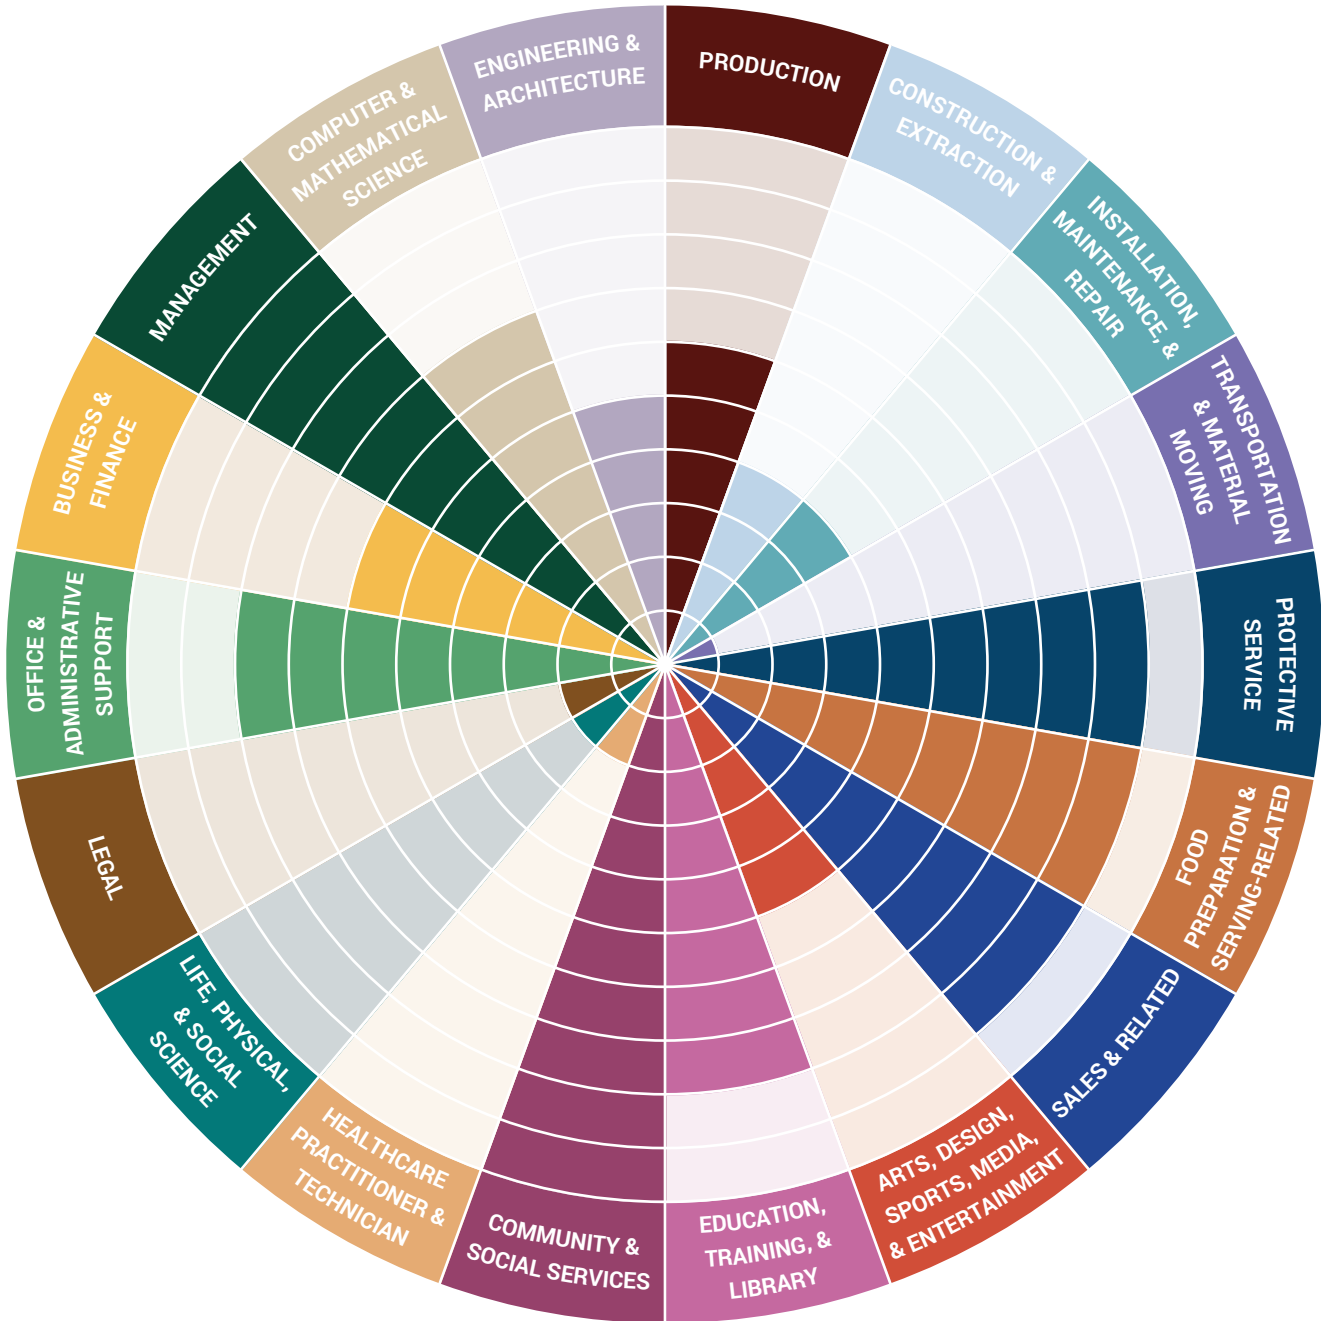 PRODUCTION
CONSTRUCTION &
EXTRACTION
INSTALLATION,
MAINTENANCE, &
REPAIR
TRANSPORTATION
& MATERIAL
MOVING
PROTECTIVE
SERVICE
FOOD
PREPARATION &
SERVING-RELATED
SALES & RELATED
ARTS, DESIGN,
SPORTS, MEDIA,
& ENTERTAINMENT
EDUCATION,
TRAINING, &
LIBRARY
COMMUNITY &
SOCIAL SERVICES
HEALTHCARE
PRACTITIONER &
TECHNICIAN
LIFE, PHYSICAL,
& SOCIAL
SCIENCE
LEGAL
OFFICE &
ADMINISTRATIVE
SUPPORT
BUSINESS &
FINANCE
MANAGEMENT
COMPUTER &
MATHEMATICAL
SCIENCE
ENGINEERING &
ARCHITECTURE